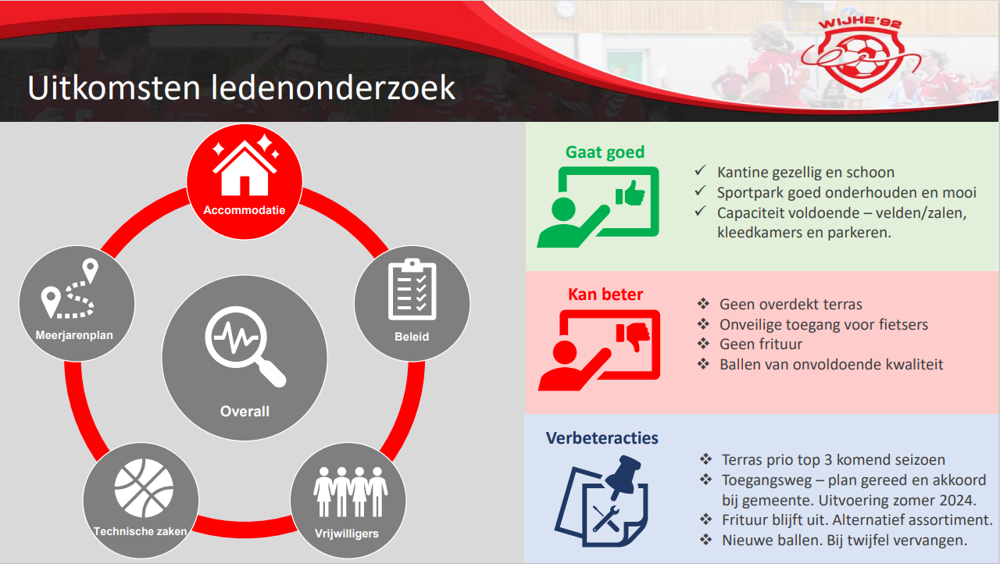 WIJHE'92
Uitkomsten ledenonderzoek
Accommodatie
Meerjarenplan
Beleid
Overall
Technische zaken
Vrijwilligers
Gaat goed
Kantine gezellig en schoon
Sportpark goed onderhouden en mooi
Capaciteit voldoende – velden/zalen,
kleedkamers en parkeren.
Kan beter
Geen overdekt terras
Onveilige toegang voor fietsers
Geen frituur
Ballen van onvoldoende kwaliteit
Verbeteracties
Terras prio top 3 komend seizoen
Toegangsweg – plan gereed en akkoord
bij gemeente. Uitvoering zomer 2024.
Frituur blijft uit. Alternatief assortiment.
Nieuwe ballen. Bij twijfel vervangen.